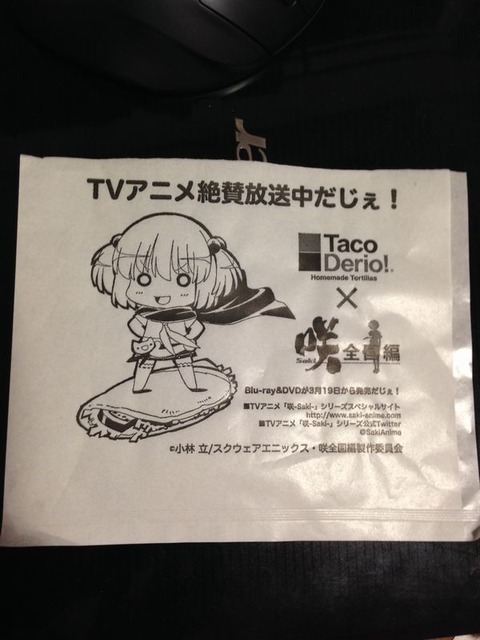 TVアニメ絶賛放送中だじぇ！
Taco
Derio!®
Homemade Tortillas
×
咲
Saki
全国編
Blu-ray&DVDが3月19日から発売だじぇ！
■TVアニメ「咲-Saki-」シリーズスペシャルサイト
http://www.saki-anime.com
■TVアニメ「咲-Saki-」シリーズ公式Twitter
@SakiAnime
©小林 立/スクウェアエニックス・咲全国編製作委員会